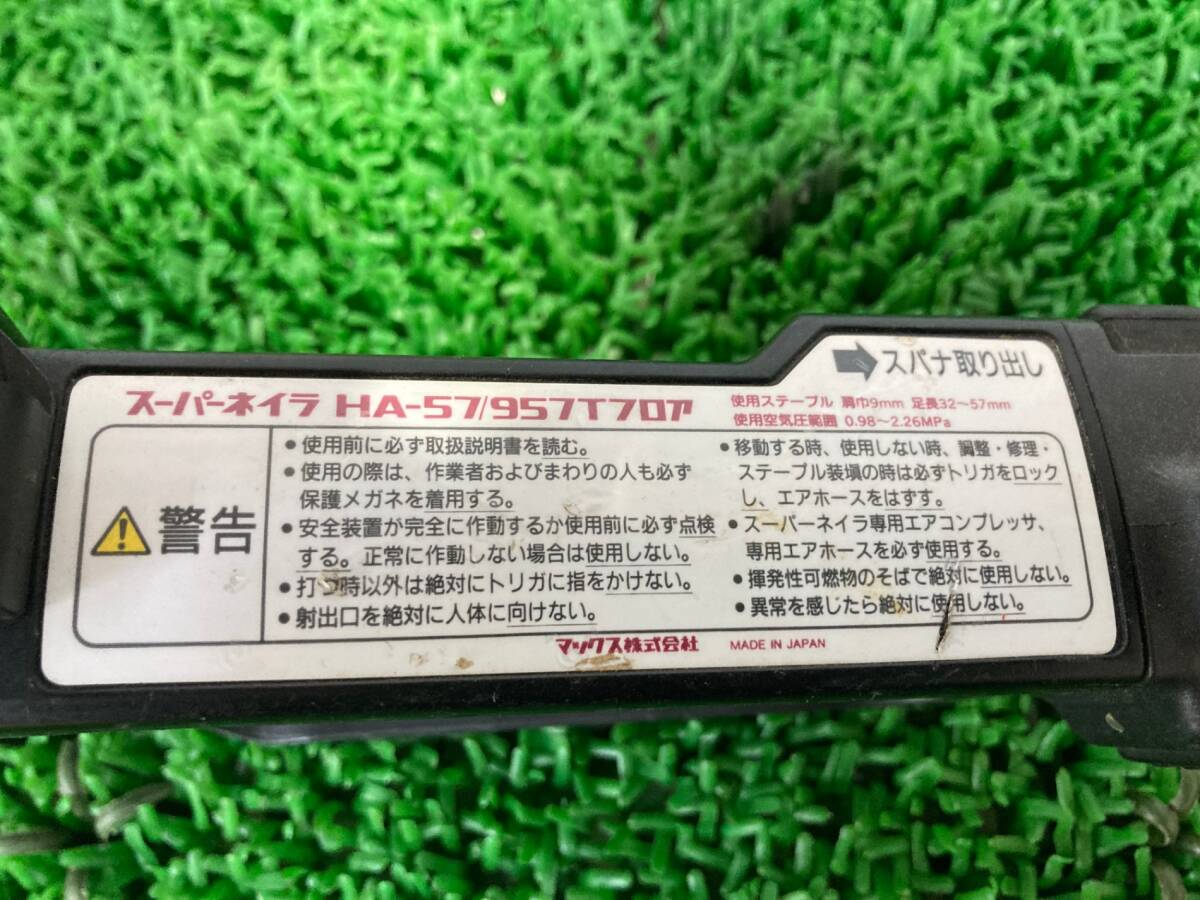 スパナ取り出し
スーパーネイラ HA-57/957Tフロア
使用ステープル 肩巾9mm 足長32～57mm
使用空気圧範囲 0.98～2.26MPa
警告
●使用前に必ず取扱説明書を読む。
●使用の際は、作業者およびまわりの人も必ず
保護メガネを着用する。
●安全装置が完全に作動するか使用前に必ず点検
する。正常に作動しない場合は使用しない。
●打つ時以外は絶対にトリガに指をかけない。
●射出口を絶対に人体に向けない。
●移動する時、使用しない時、調整・修理・
ステープル装填の時は必ずトリガをロック
し、エアホースをはずす。
●スーパーネイラ専用エアコンプレッサ、
専用エアホースを必ず使用する。
●揮発性可燃物のそばで絶対に使用しない。
●異常を感じたら絶対に使用しない。
マックス株式会社 MADE IN JAPAN